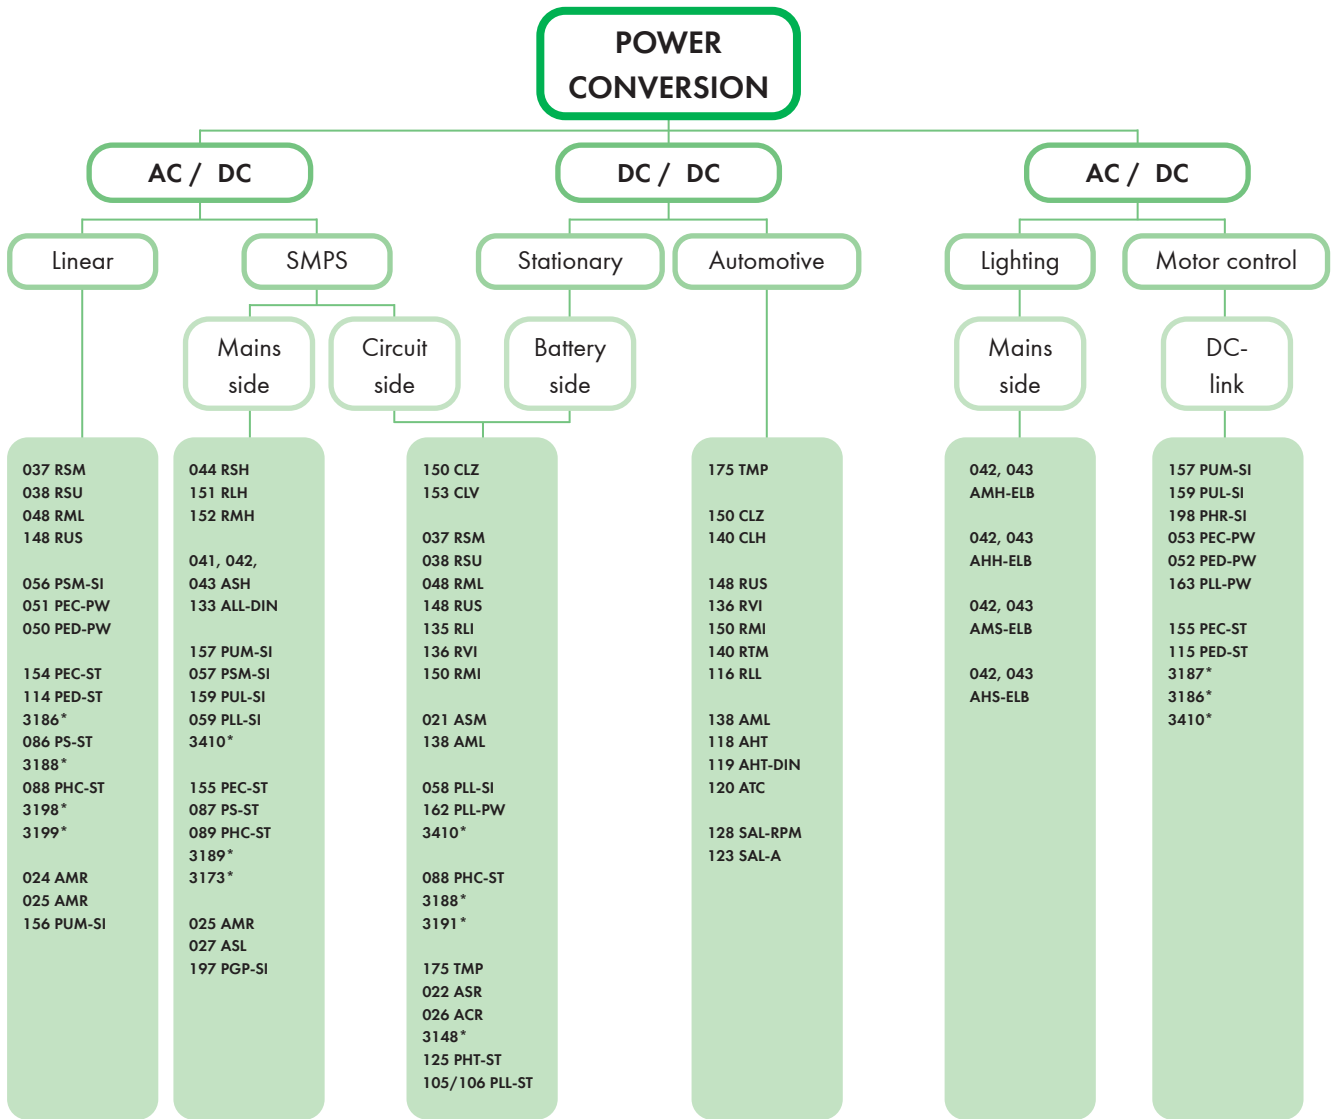 POWER
CONVERSION
AC / DC
DC / DC
AC / DC
Linear
SMPS
Stationary
Automotive
Lighting
Motor control
Mains
side
Circuit
side
Battery
side
Mains
side
DC-
link
037 RSM
038 RSU
048 RML
148 RUS
056 PSM-SI
051 PEC-PW
050 PED-PW
154 PEC-ST
114 PED-ST
3186*
086 PS-ST
3188*
088 PHC-ST
3198*
3199*
024 AMR
025 AMR
156 PUM-SI
044 RSH
151 RLH
152 RMH
041, 042,
043 ASH
133 ALL-DIN
157 PUM-SI
057 PSM-SI
159 PUL-SI
059 PLL-SI
3410*
155 PEC-ST
087 PS-ST
089 PHC-ST
3189*
3173*
025 AMR
027 ASL
197 PGP-SI
150 CLZ
153 CLV
037 RSM
038 RSU
048 RML
148 RUS
135 RLI
136 RVI
150 RMI
021 ASM
138 AML
058 PLL-SI
162 PLL-PW
3410*
088 PHC-ST
3188*
3191*
175 TMP
022 ASR
026 ACR
3148*
125 PHT-ST
105/106 PLL-ST
175 TMP
150 CLZ
140 CLH
148 RUS
136 RVI
150 RMI
140 RTM
116 RLL
138 AML
118 AHT
119 AHT-DIN
120 ATC
128 SAL-RPM
123 SAL-A
042, 043
AMH-ELB
042, 043
AHH-ELB
042, 043
AMS-ELB
042, 043
AHS-ELB
157 PUM-SI
159 PUL-SI
198 PHR-SI
053 PEC-PW
052 PED-PW
163 PLL-PW
155 PEC-ST
115 PED-ST
3187*
3186*
3410*